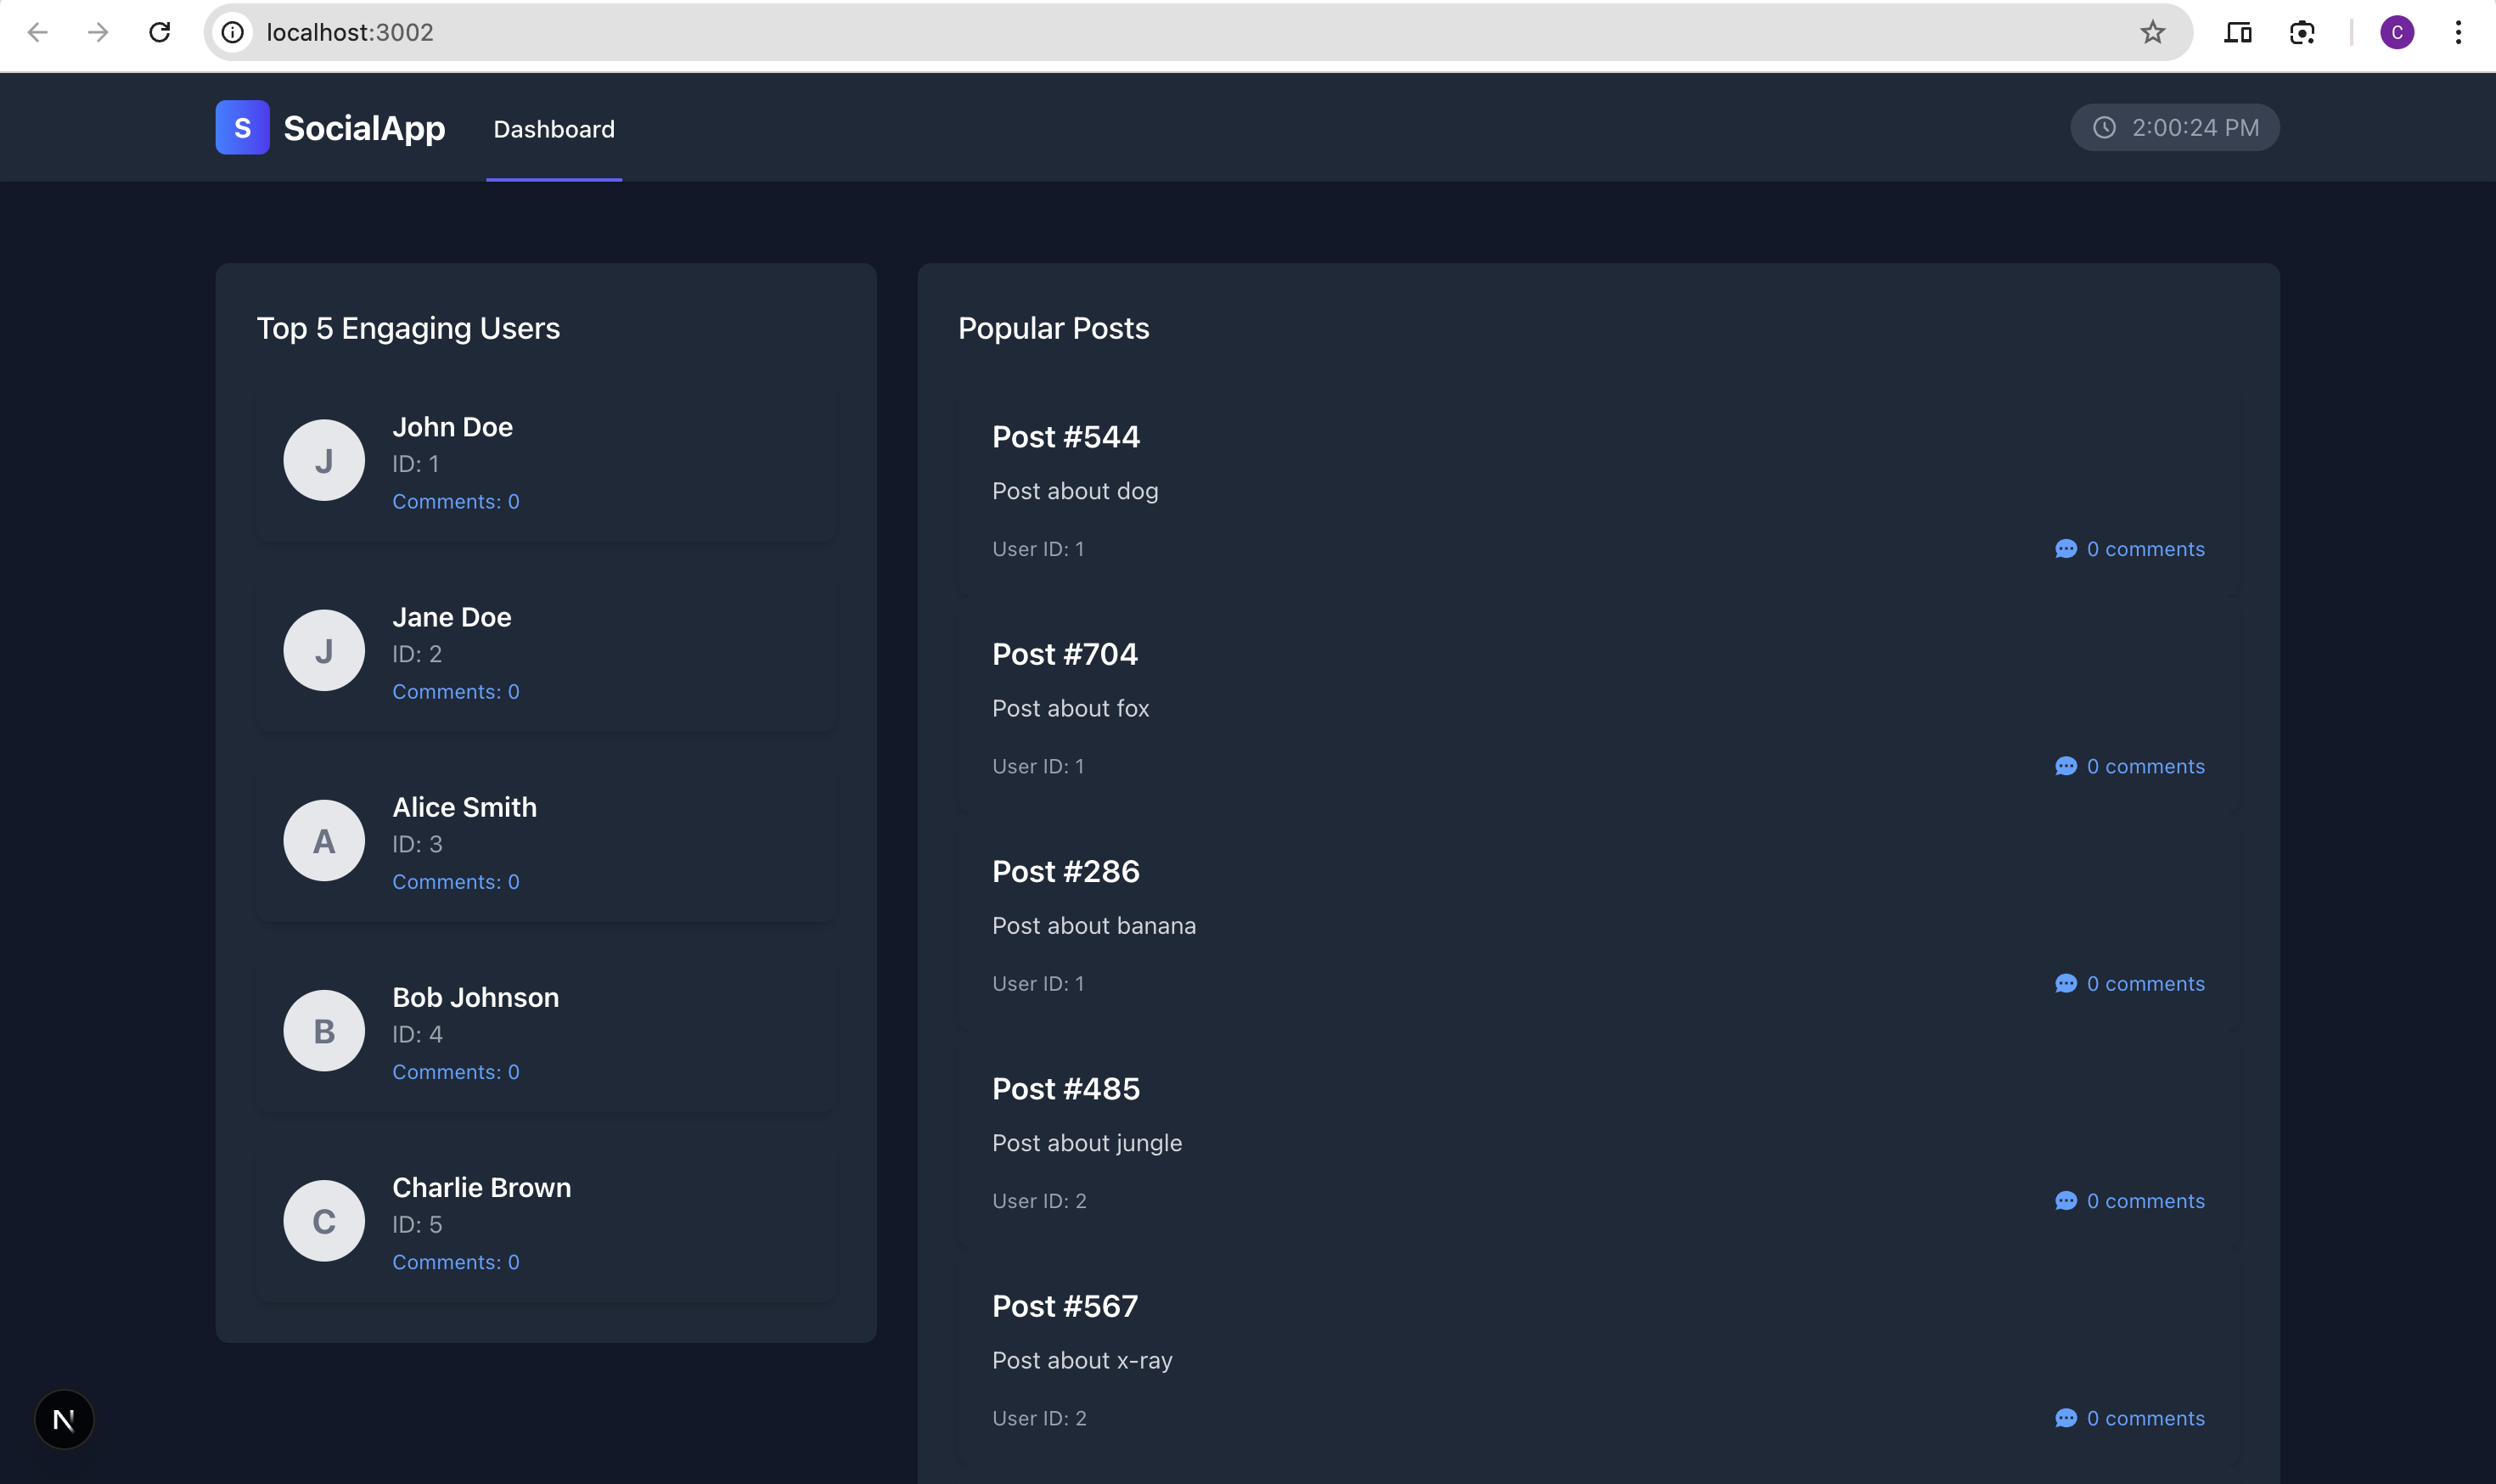 localhost:3002
C
S
SocialApp
Dashboard
2:00:24 PM
Top 5 Engaging Users
J
John Doe
ID: 1
Comments: 0
J
Jane Doe
ID: 2
Comments: 0
A
Alice Smith
ID: 3
Comments: 0
B
Bob Johnson
ID: 4
Comments: 0
C
Charlie Brown
ID: 5
Comments: 0
Popular Posts
Post #544
Post about dog
User ID: 1
0 comments
Post #704
Post about fox
User ID: 1
0 comments
Post #286
Post about banana
User ID: 1
0 comments
Post #485
Post about jungle
User ID: 2
0 comments
Post #567
Post about x-ray
User ID: 2
0 comments
N